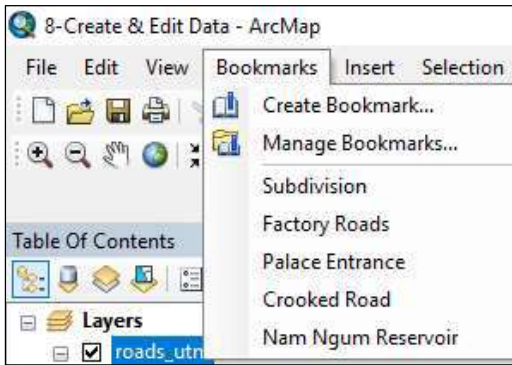 8-Create & Edit Data - ArcMap
File Edit View Bookmarks Insert Selection
Create Bookmark...
Manage Bookmarks...
Subdivision
Factory Roads
Palace Entrance
Crooked Road
Nam Ngum Reservoir
Table Of Contents
Layers